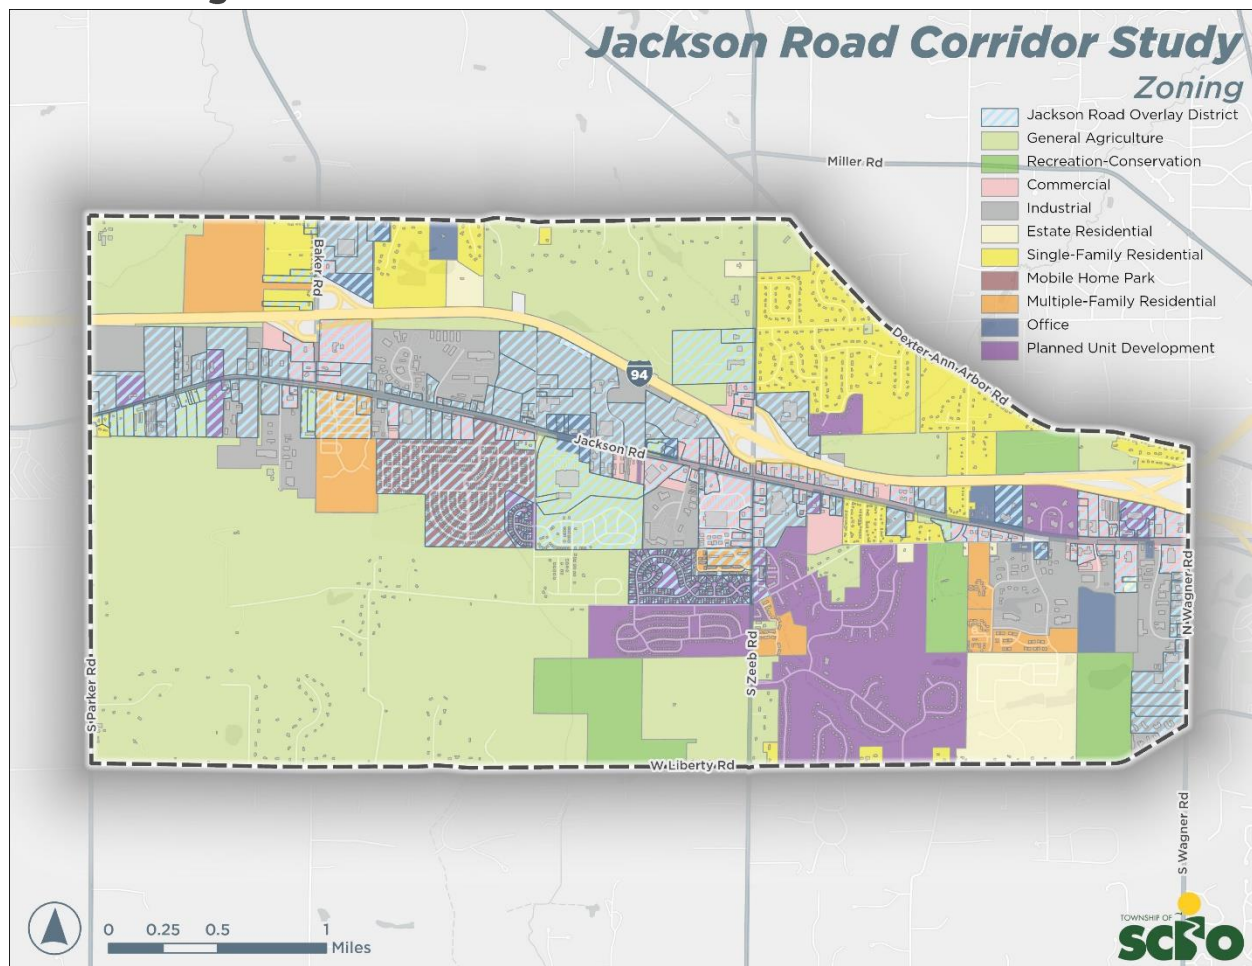 Jackson Road Corridor Study
Zoning
Jackson Road Overlay District
General Agriculture
Recreation-Conservation
Commercial
Industrial
Estate Residential
Single-Family Residential
Mobile Home Park
Multiple-Family Residential
Office
Planned Unit Development
Miller Rd
Baker Rd
Dexter-Ann Arbor Rd
94
Jackson Rd
S Parker Rd
S Zeeb Rd
N Wagner Rd
W Liberty Rd
S Wagner Rd
0 0.25 0.5 1
Miles
TOWNSHIP OF
SCIO